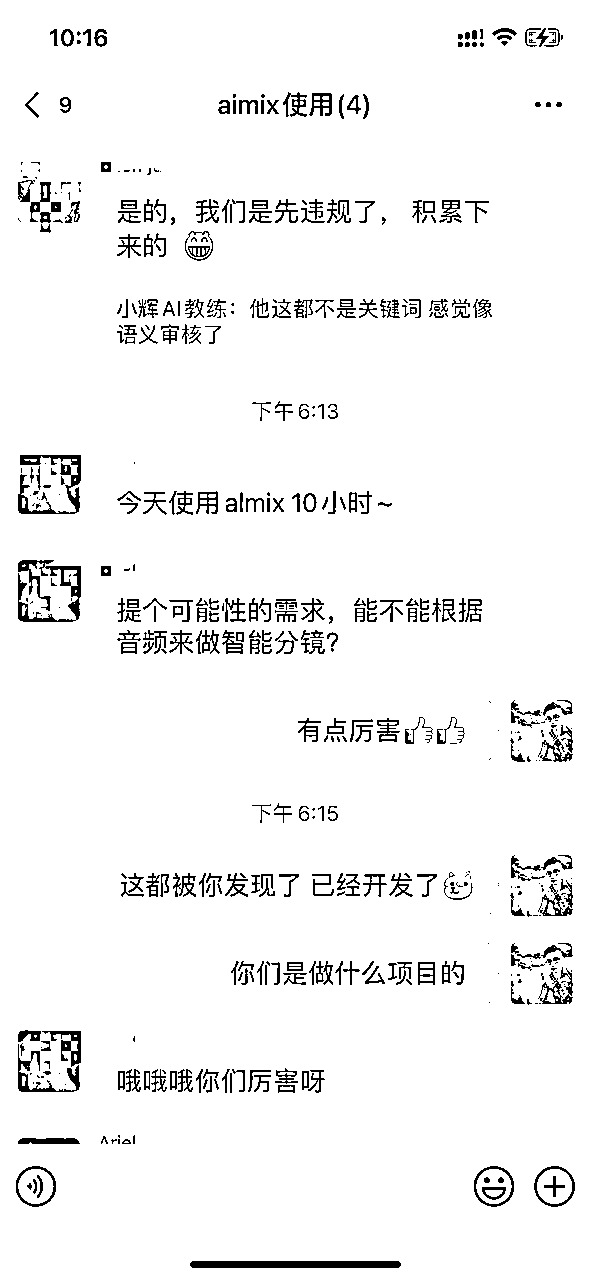 10:16
9
aimix使用(4)
是的，我们是先违规了， 积累下
来的
小辉AI教练：他这都不是关键词 感觉像
语义审核了
下午 6:13
今天使用almix 10小时~
提个可能性的需求，能不能根据
音频来做智能分镜？
有点厉害
下午 6:15
这都被你发现了 已经开发了
你们是做什么项目的
哦哦哦你们厉害呀
Ariel